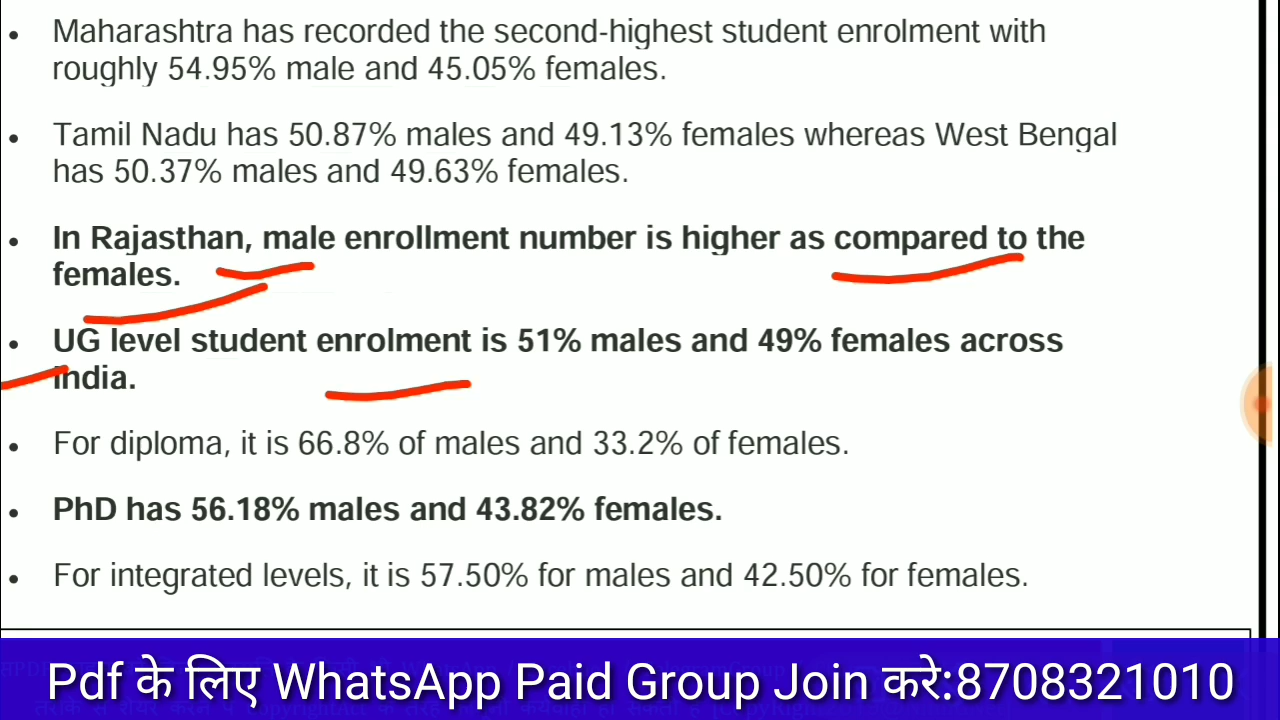 • Maharashtra has recorded the second-highest student enrolment with
roughly 54.95% male and 45.05% females.
• Tamil Nadu has 50.87% males and 49.13% females whereas West Bengal
has 50.37% males and 49.63% females.
• In Rajasthan, male enrollment number is higher as compared to the
females.
• UG level student enrolment is 51% males and 49% females across
India.
• For diploma, it is 66.8% of males and 33.2% of females.
• PhD has 56.18% males and 43.82% females.
• For integrated levels, it is 57.50% for males and 42.50% for females.
Pdf के लिए WhatsApp Paid Group Join करे:8708321010